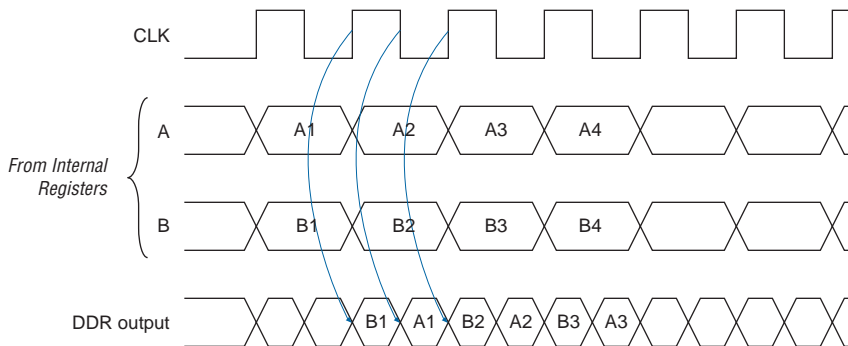 CLK
A
A1 A2 A3 A4
From Internal
Registers
B
B1 B2 B3 B4
DDR output
B1 A1 B2 A2 B3 A3